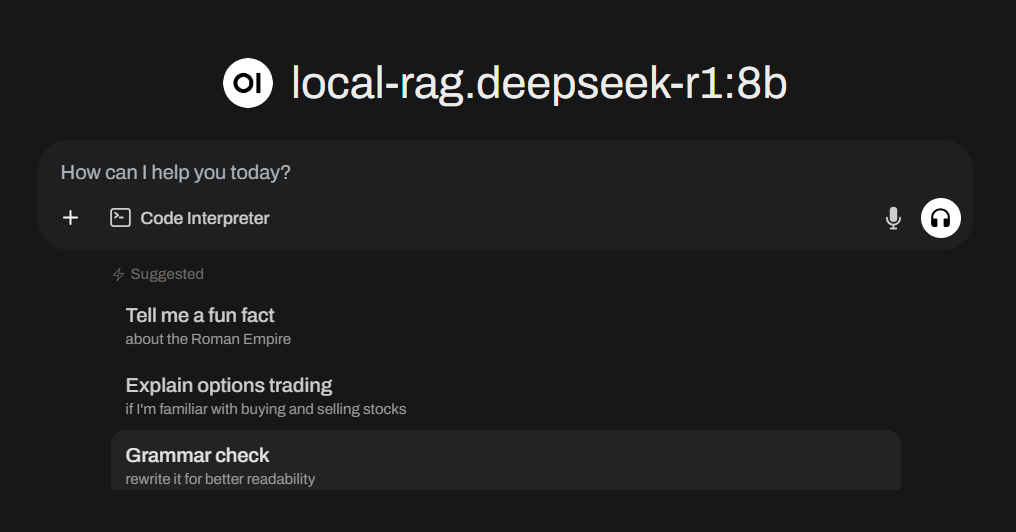 OI local-rag.deepseek-r1:8b
How can I help you today?
Code Interpreter
Suggested
Tell me a fun fact
about the Roman Empire
Explain options trading
if I'm familiar with buying and selling stocks
Grammar check
rewrite it for better readability